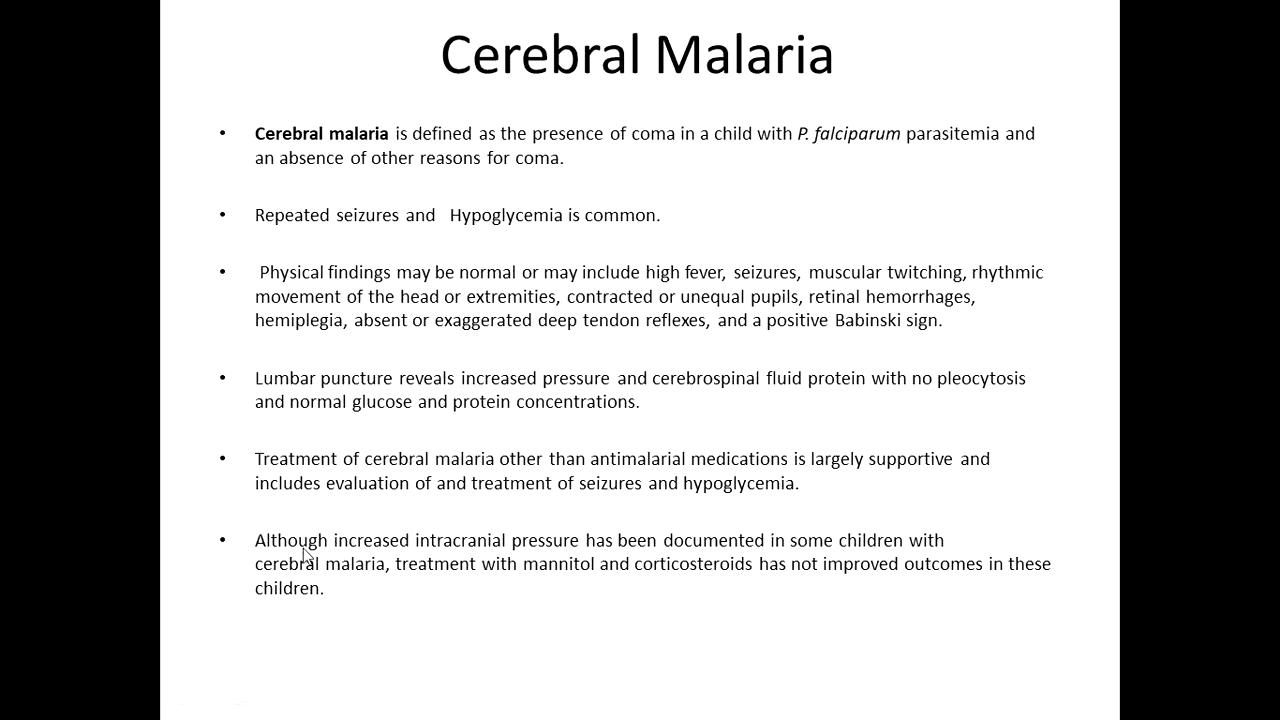 Cerebral Malaria
• Cerebral malaria is defined as the presence of coma in a child with P. falciparum parasitemia and
an absence of other reasons for coma.
• Repeated seizures and Hypoglycemia is common.
• Physical findings may be normal or may include high fever, seizures, muscular twitching, rhythmic
movement of the head or extremities, contracted or unequal pupils, retinal hemorrhages,
hemiplegia, absent or exaggerated deep tendon reflexes, and a positive Babinski sign.
• Lumbar puncture reveals increased pressure and cerebrospinal fluid protein with no pleocytosis
and normal glucose and protein concentrations.
• Treatment of cerebral malaria other than antimalarial medications is largely supportive and
includes evaluation of and treatment of seizures and hypoglycemia.
• Although increased intracranial pressure has been documented in some children with
cerebral malaria, treatment with mannitol and corticosteroids has not improved outcomes in these
children.